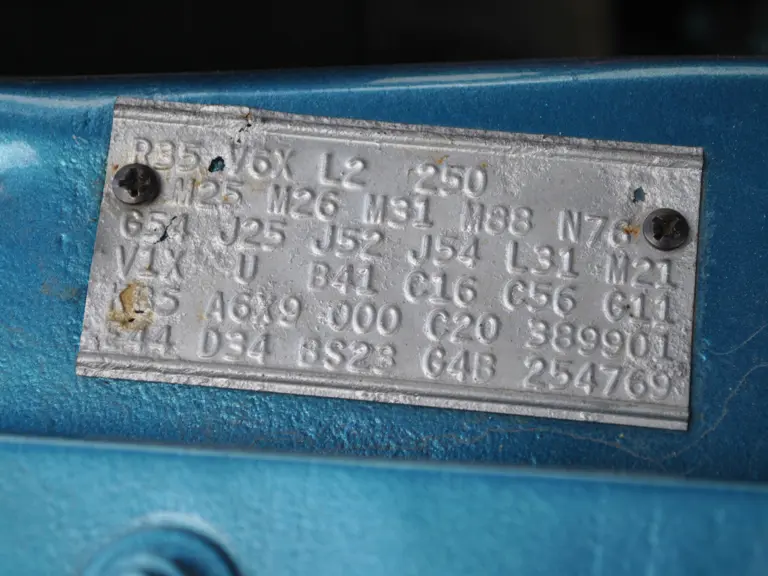 R35 V6X L2 250
M25 M26 M31 M88 N76
G54 J25 J52 J54 L31 M21
V1X U B41 C16 C56 G11
A6X9 000 C20 389901
E44 D34 BS23 G4B 254769